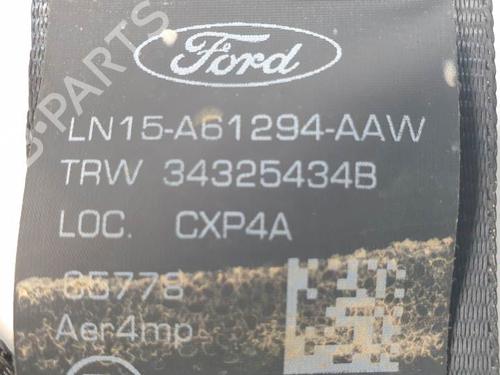 Ford
LN15-A61294-AAW
TRW 34325434B
LOC. CXP4A
65778
Aer4mp
B-PARTS